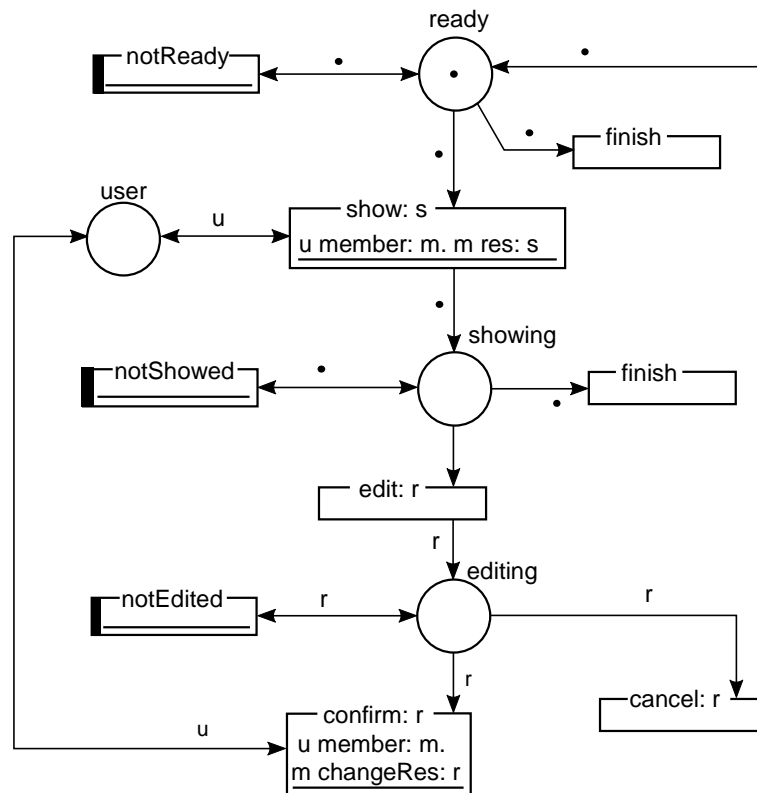 ready
notReady
finish
user
u
show: s
u member: m. m res: s
showing
notShowed
finish
edit: r
r
editing
notEdited
r
r
r
cancel: r
confirm: r
u
u member: m.
m changeRes: r